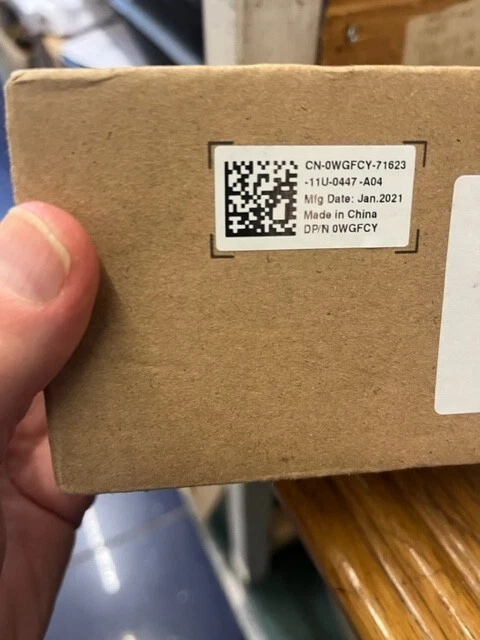 CN-0WGFCY-71623
-11U-0447 -A04
Mfg Date: Jan.2021
Made in China
DP/N 0WGFCY